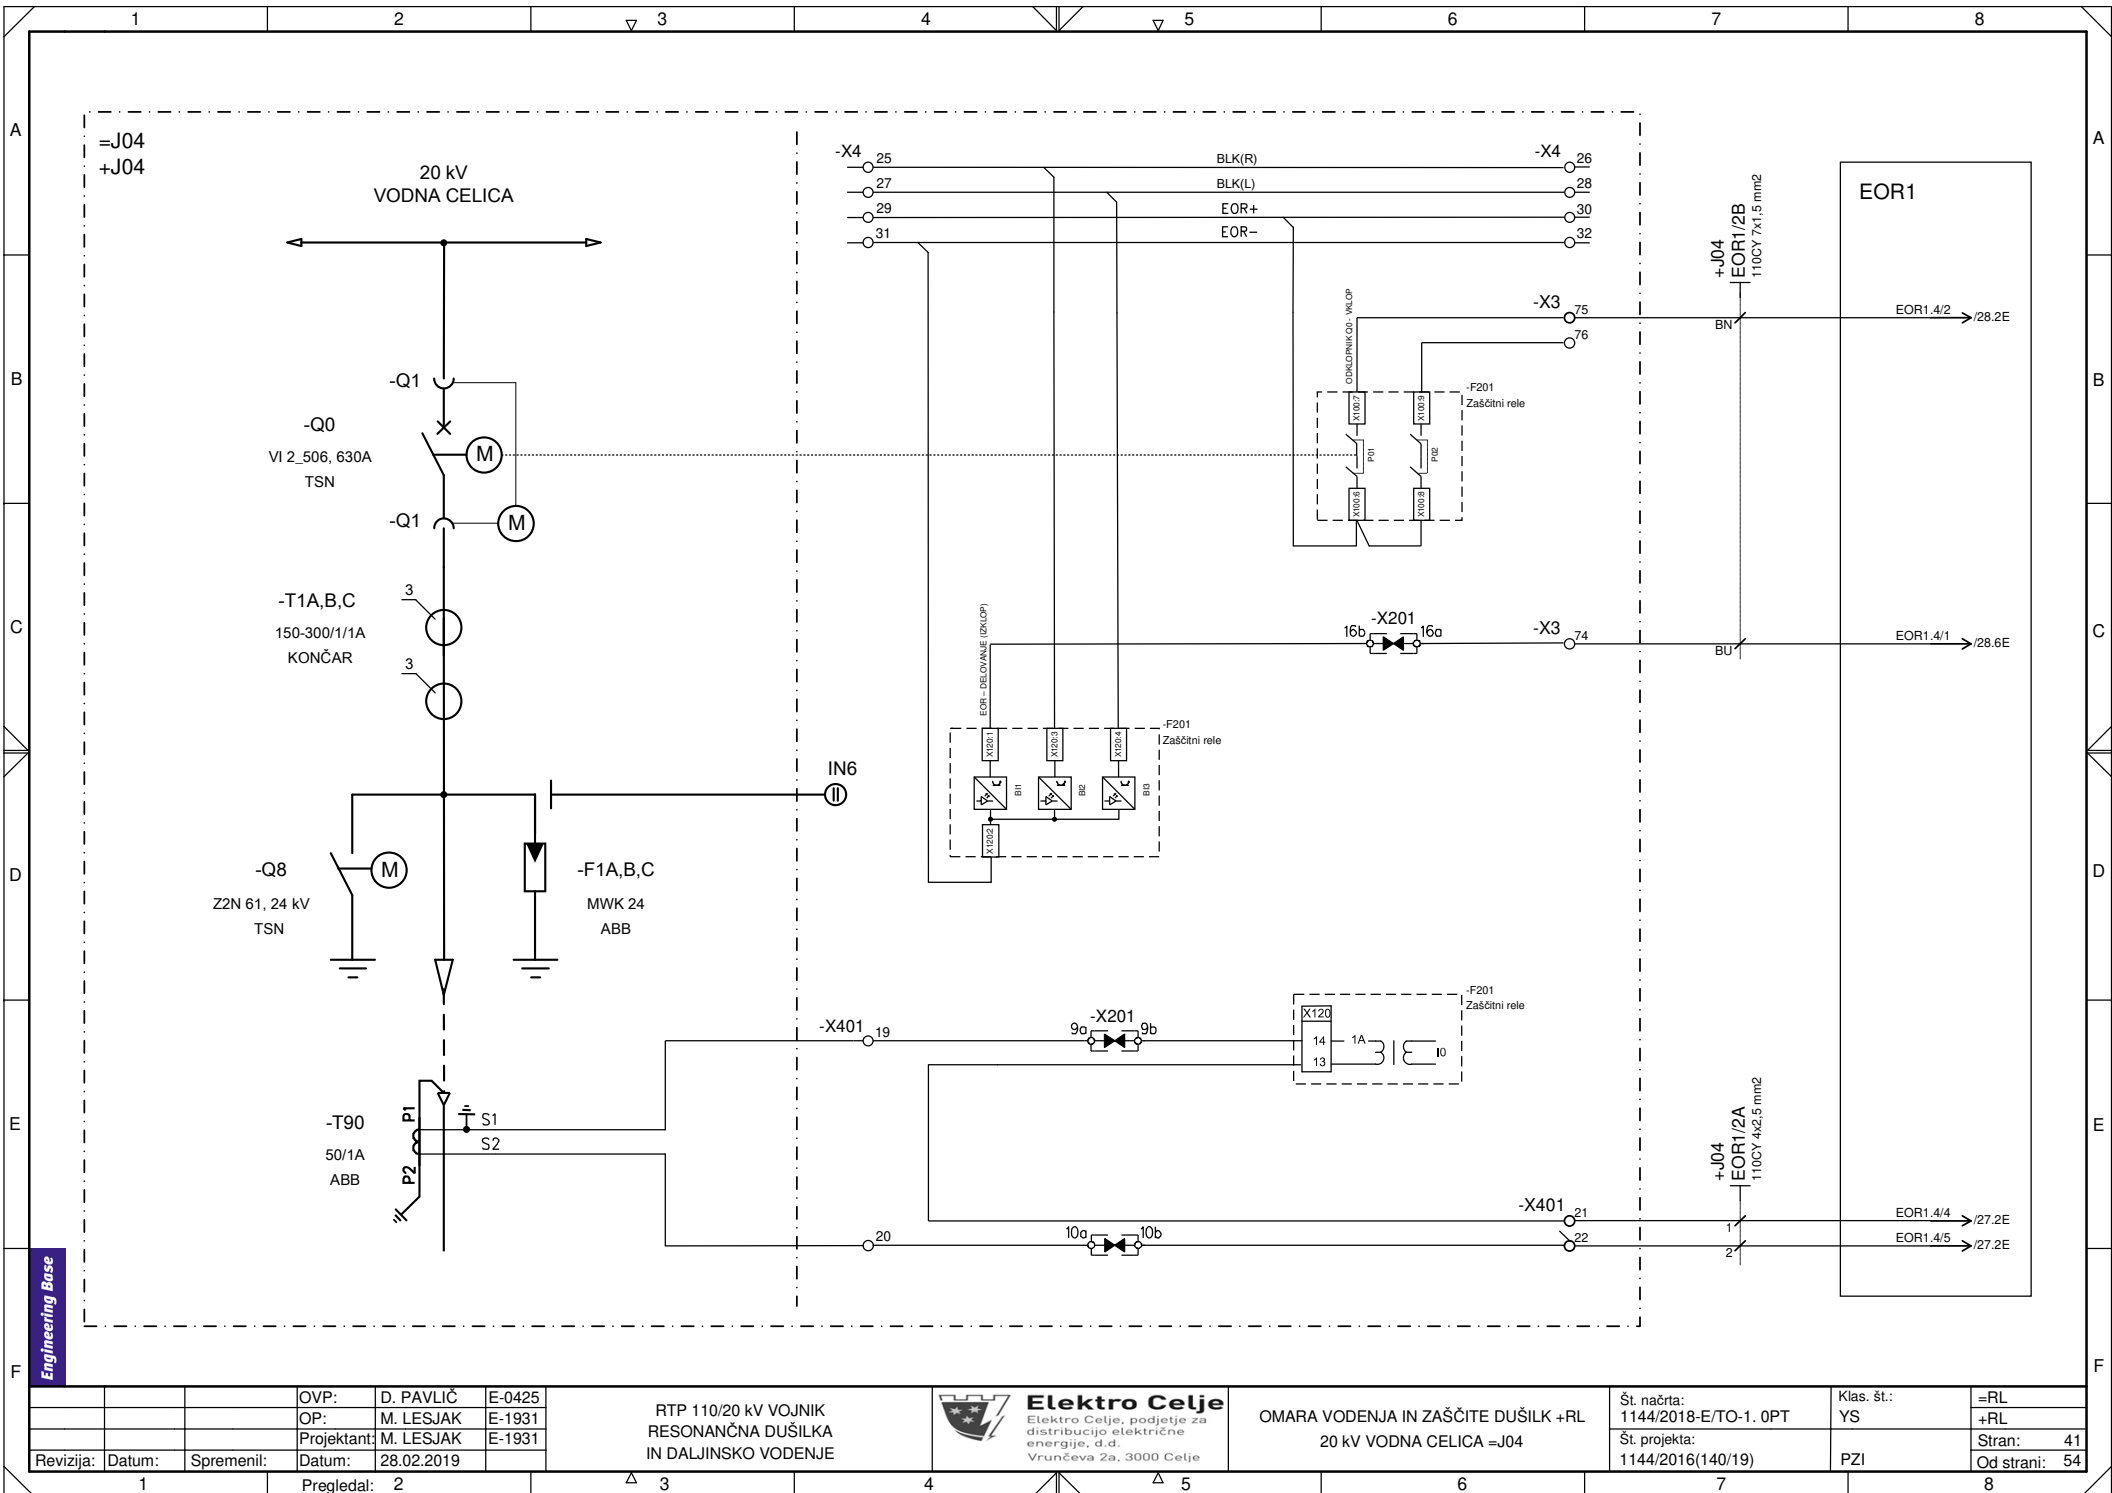 1 2 3 4 5 6 7 8
A A
=J04
+J04
20 kV
VODNA CELICA
-X4 25 BLK(R) -X4 26
27 BLK(L) 28
29 EOR+ 30
31 EOR− 32
EOR1
+J04
EOR1/2B
110CY 7x1,5 mm2
ODKLOPNIK Q0 - VKLOP
-X3 75 BN EOR1.4/2 /28.2E
76
B B
-Q1
-Q0 M
VI 2_506, 630A
TSN
-Q1 M
-F201
Zaščitni rele
X100:7 X100:9
P01 P02
X100:6 X100:8
C C
-T1A,B,C 3
150-300/1/1A
KONČAR
3
EOR - DELOVANJE (IZKLOP)
-X201
16b 16a
-X3 74 BU EOR1.4/1 /28.6E
-F201
Zaščitni rele
X120:1 X120:3 X120:4
BI1 BI2 BI3
X120:2
IN6
D D
-Q8 M
Z2N 61, 24 kV
TSN
-F1A,B,C
MWK 24
ABB
-F201
Zaščitni rele
X120
14 1A I0
13
-X401 19
-X201
9a 9b
E E
-T90
50/1A
ABB
P1 S1
P2 S2
+J04
EOR1/2A
110CY 4x2,5 mm2
-X401 21 1 EOR1.4/4 /27.2E
20 10a 10b 22 2 EOR1.4/5 /27.2E
Engineering Base
F F
OVP: D. PAVLIČ E-0425
OP: M. LESJAK E-1931
Projektant: M. LESJAK E-1931
Revizija: Datum: Spremenil: Datum: 28.02.2019
Pregledal:
RTP 110/20 kV VOJNIK
RESONANČNA DUŠILKA
IN DALJINSKO VODENJE
Elektro Celje
Elektro Celje, podjetje za
distribucijo električne
energije, d.d.
Vrunčeva 2a, 3000 Celje
OMARA VODENJA IN ZAŠČITE DUŠILK +RL
20 kV VODNA CELICA =J04
Št. načrta:
1144/2018-E/TO-1. 0PT
Št. projekta:
1144/2016(140/19)
Klas. št.:
YS
PZI
=RL
+RL
Stran: 41
Od strani: 54
1 2 3 4 5 6 7 8